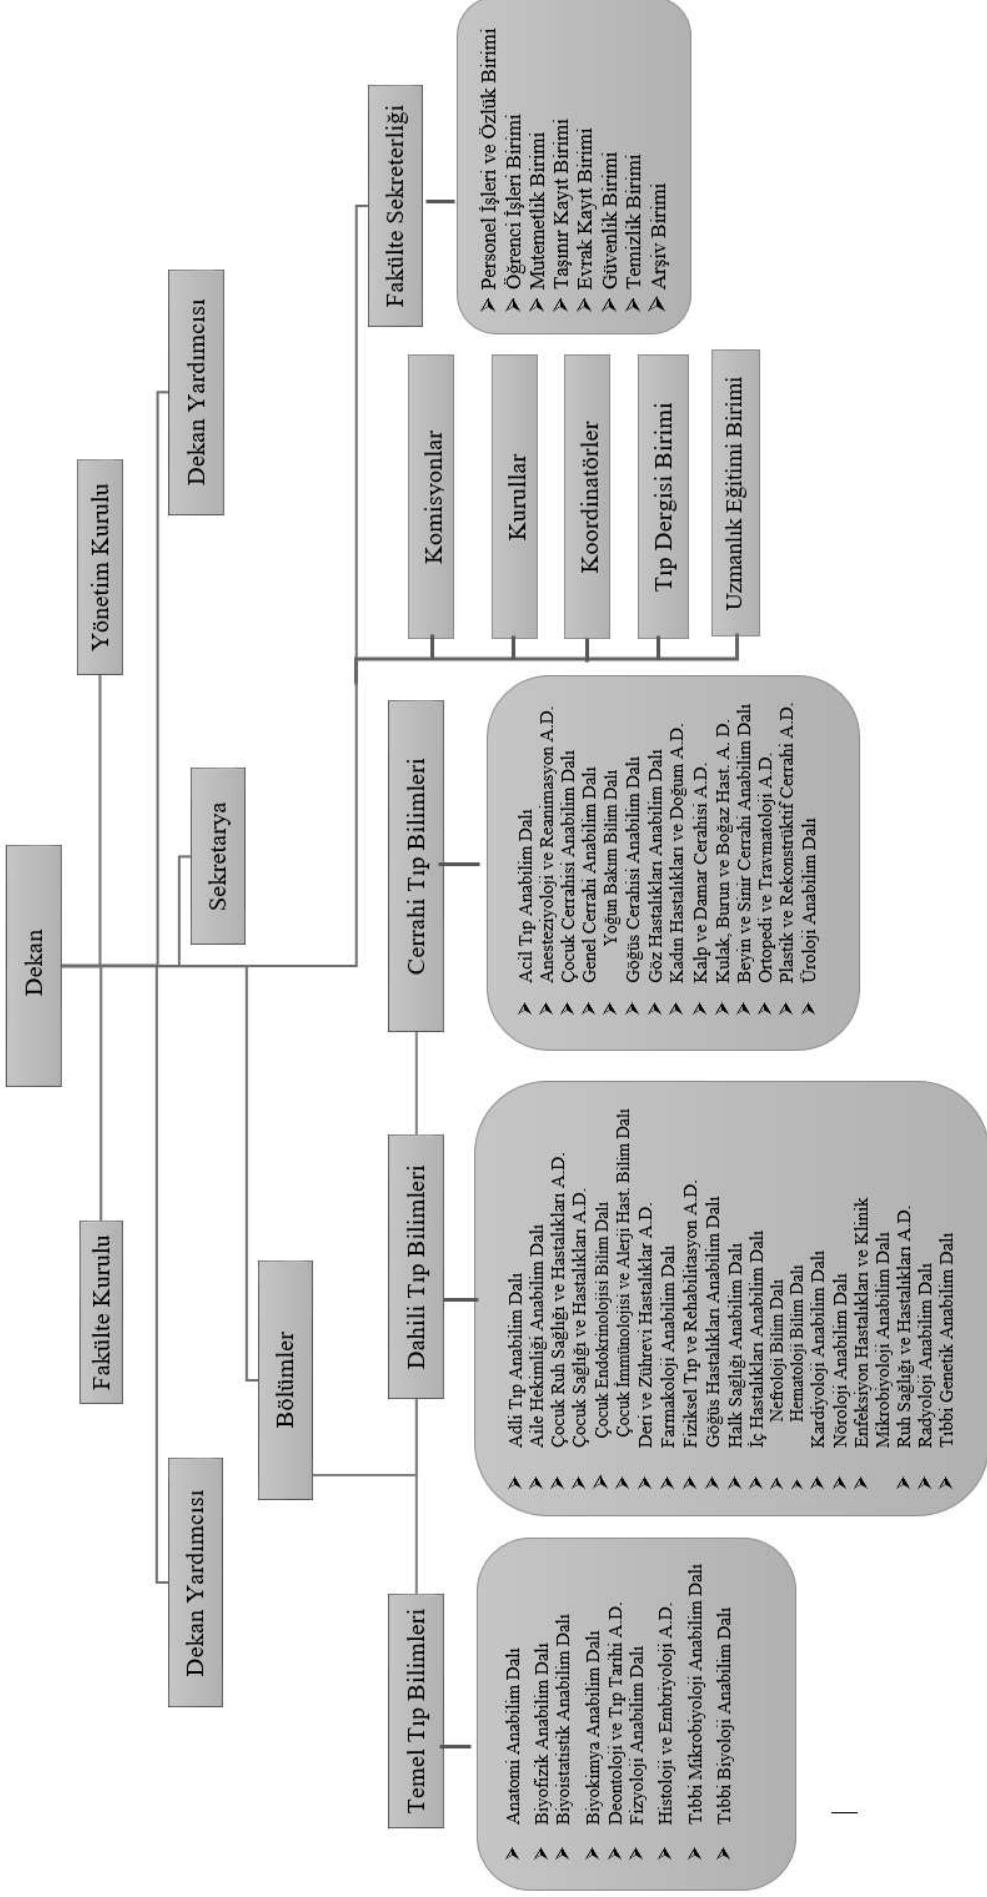 Dekan
Fakülte Kurulu
Yönetim Kurulu
Dekan Yardımcısı
Dekan Yardımcısı
Sekretarya
Bölümler
Fakülte Sekreterliği
Temel Tıp Bilimleri
Dahili Tıp Bilimleri
Cerrahi Tıp Bilimleri
Komisyonlar
Kurullar
Koordinatörler
Tıp Dergisi Birimi
Uzmanlık Eğitimi Birimi
➢ Anatomi Anabilim Dalı
➢ Biyofizik Anabilim Dalı
➢ Biyoistatistik Anabilim Dalı
➢ Biyokimya Anabilim Dalı
➢ Deontoloji ve Tıp Tarihi A.D.
➢ Fizyoloji Anabilim Dalı
➢ Histoloji ve Embriyoloji A.D.
➢ Tıbbi Mikrobiyoloji Anabilim Dalı
➢ Tıbbi Biyoloji Anabilim Dalı
➢ Adli Tıp Anabilim Dalı
➢ Aile Hekimliği Anabilim Dalı
➢ Çocuk Ruh Sağlığı ve Hastalıkları A.D.
➢ Çocuk Sağlığı ve Hastalıkları A.D.
➢ Çocuk Endokrinolojisi Bilim Dalı
➢ Çocuk İmmünolojisi ve Alerji Hast. Bilim Dalı
➢ Deri ve Zührevi Hastalıklar A.D.
➢ Farmakoloji Anabilim Dalı
➢ Fiziksel Tıp ve Rehabilitasyon A.D.
➢ Göğüs Hastalıkları Anabilim Dalı
➢ Halk Sağlığı Anabilim Dalı
➢ İç Hastalıkları Anabilim Dalı
➢ Nefroloji Bilim Dalı
➢ Hematoloji Bilim Dalı
➢ Kardiyoloji Anabilim Dalı
➢ Nöroloji Anabilim Dalı
➢ Enfeksiyon Hastalıkları ve Klinik
Mikrobiyoloji Anabilim Dalı
➢ Ruh Sağlığı ve Hastalıkları A.D.
➢ Radyoloji Anabilim Dalı
➢ Tıbbi Genetik Anabilim Dalı
➢ Acil Tıp Anabilim Dalı
➢ Anesteziyoloji ve Reanimasyon A.D.
➢ Çocuk Cerrahisi Anabilim Dalı
➢ Genel Cerrahi Anabilim Dalı
➢ Yoğun Bakım Bilim Dalı
➢ Göğüs Cerahisi Anabilim Dalı
➢ Göz Hastalıkları Anabilim Dalı
➢ Kadın Hastalıkları ve Doğum A.D.
➢ Kalp ve Damar Cerahisi A.D.
➢ Kulak, Burun ve Boğaz Hast. A. D.
➢ Beyin ve Sinir Cerrahi Anabilim Dalı
➢ Ortopedi ve Travmatoloji A.D.
➢ Plastik ve Rekonstrüktif Cerrahi A.D.
➢ Üroloji Anabilim Dalı
➢ Personel İşleri ve Özlük Birimi
➢ Öğrenci İşleri Birimi
➢ Mutemetlik Birimi
➢ Taşınır Kayıt Birimi
➢ Evrak Kayıt Birimi
➢ Güvenlik Birimi
➢ Temizlik Birimi
➢ Arşiv Birimi